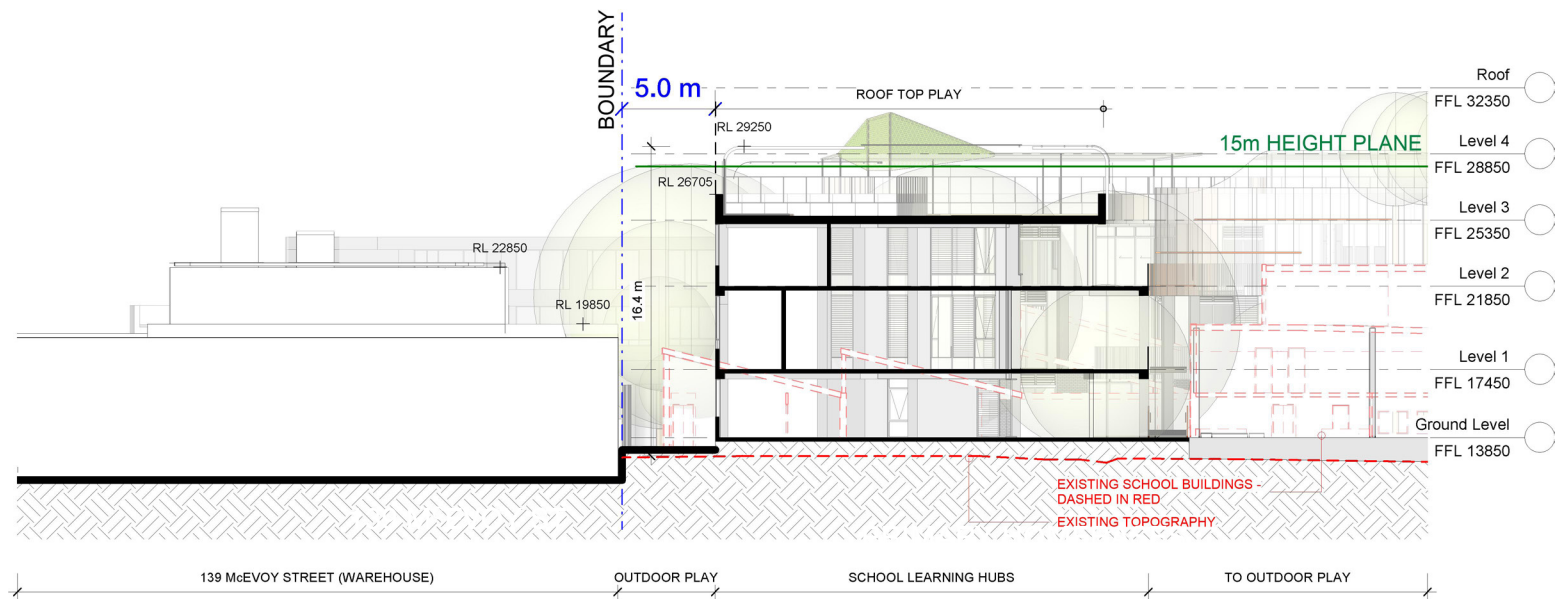 BOUNDARY
5.0 m
ROOF TOP PLAY
Roof
FFL 32350
RL 29250
15m HEIGHT PLANE
Level 4
FFL 28850
RL 26705
Level 3
FFL 25350
RL 22850
Level 2
FFL 21850
RL 19850
16.4 m
Level 1
FFL 17450
Ground Level
FFL 13850
EXISTING SCHOOL BUILDINGS -
DASHED IN RED
EXISTING TOPOGRAPHY
139 McEVOY STREET (WAREHOUSE)
OUTDOOR PLAY
SCHOOL LEARNING HUBS
TO OUTDOOR PLAY